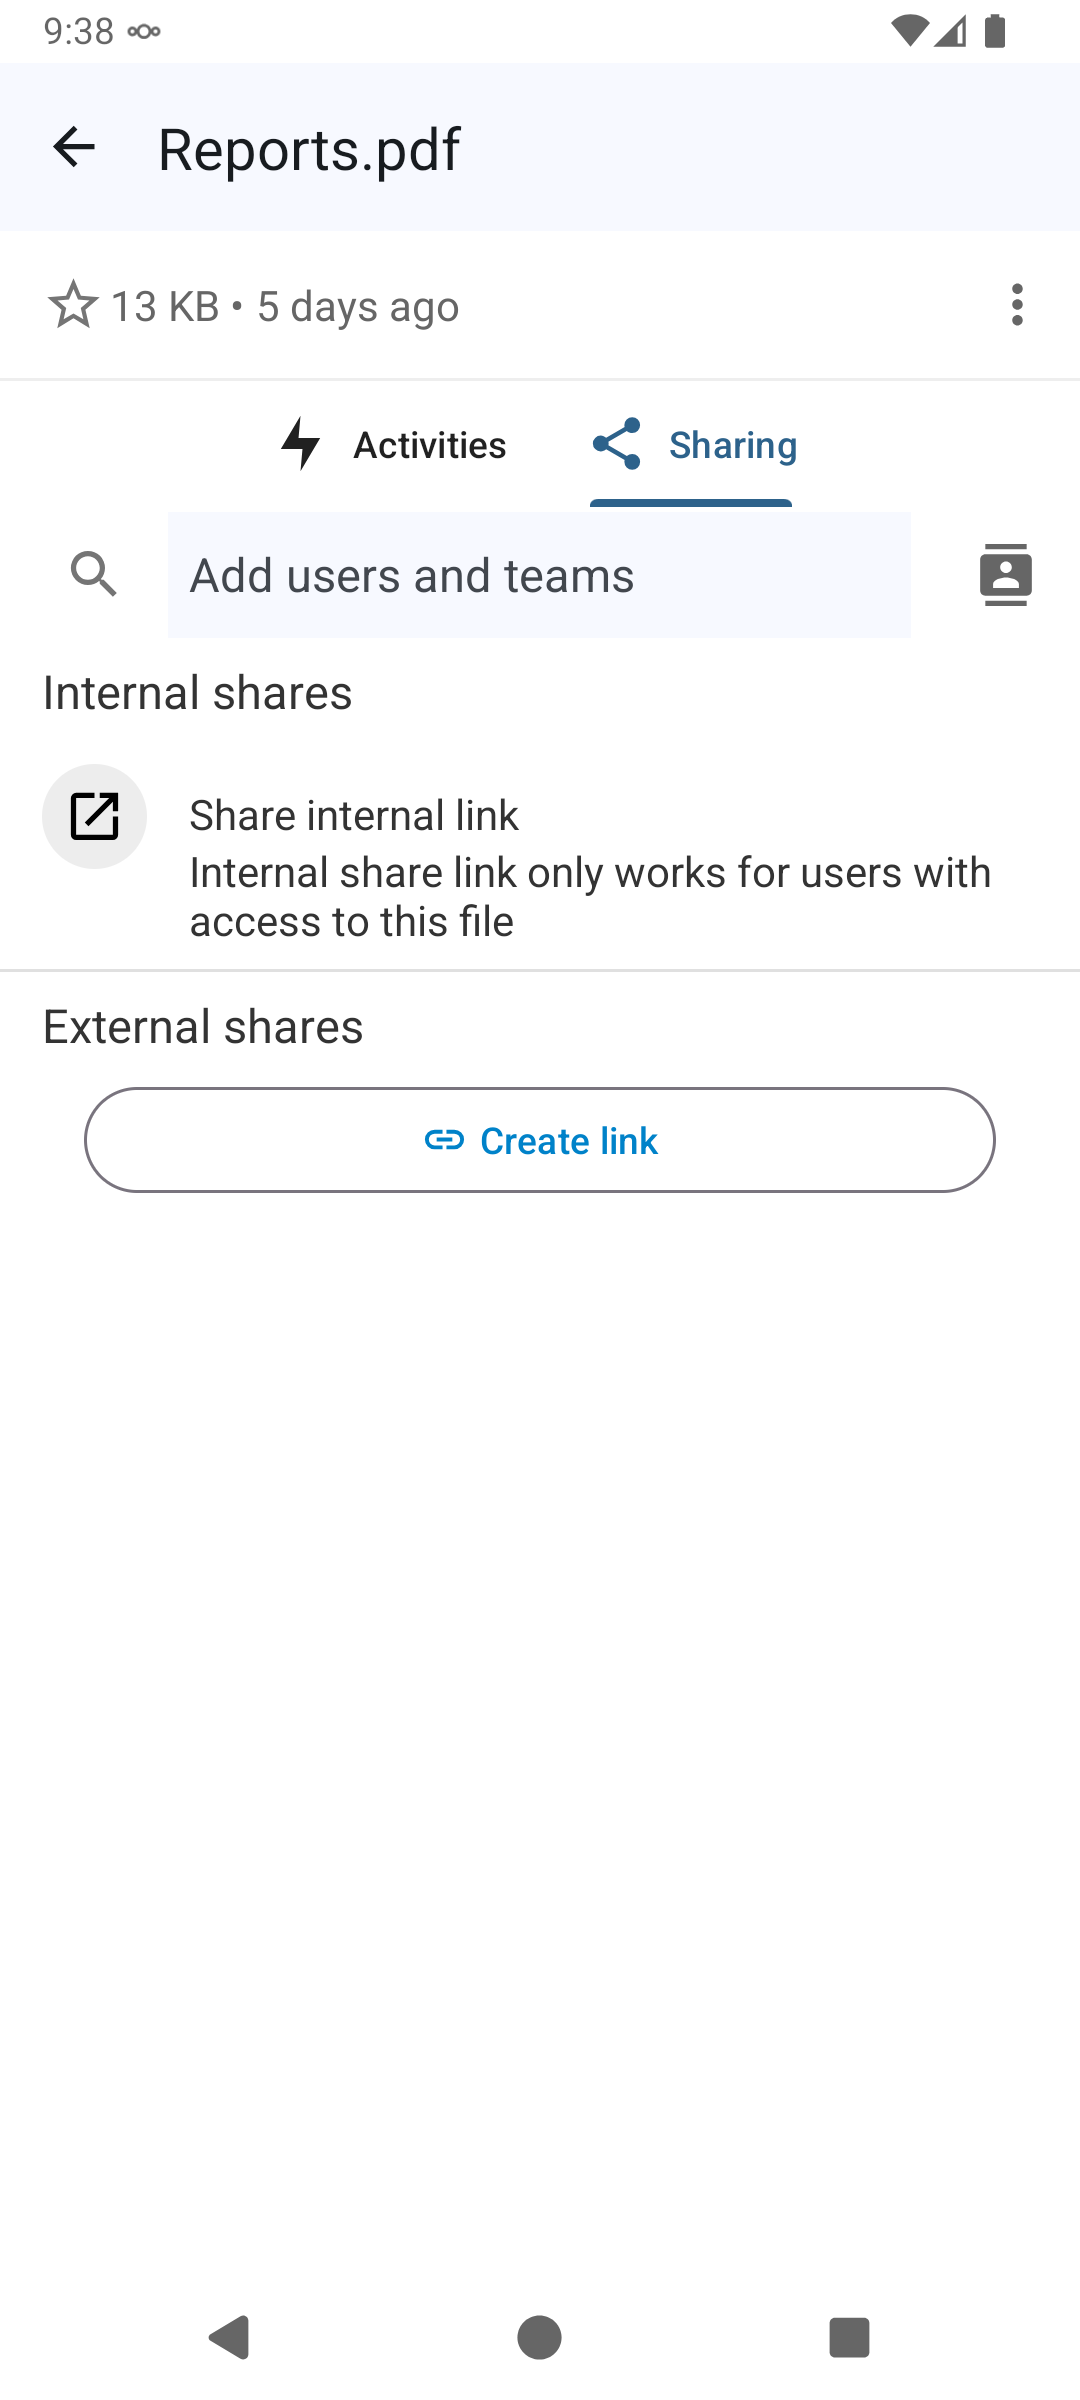 9:38
Reports.pdf
13 KB • 5 days ago
Activities
Sharing
Add users and teams
Internal shares
Share internal link
Internal share link only works for users with
access to this file
External shares
Create link